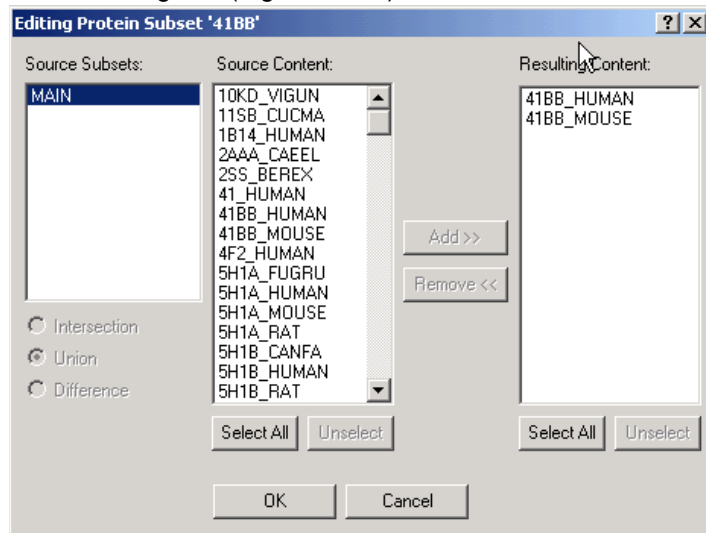 Editing Protein Subset '41BB'
Source Subsets:
MAIN
Intersection
Union
Difference
Source Content:
10KD_VIGUN
11SB_CUCMA
1B14_HUMAN
2AAA_CAEEL
2SS_BEREX
41_HUMAN
41BB_HUMAN
41BB_MOUSE
4F2_HUMAN
5H1A_FUGRU
5H1A_HUMAN
5H1A_MOUSE
5H1A_RAT
5H1B_CANFA
5H1B_HUMAN
5H1B_RAT
Select All Unselect
Add >>
Remove <<
Resulting Content:
41BB_HUMAN
41BB_MOUSE
Select All Unselect
OK Cancel